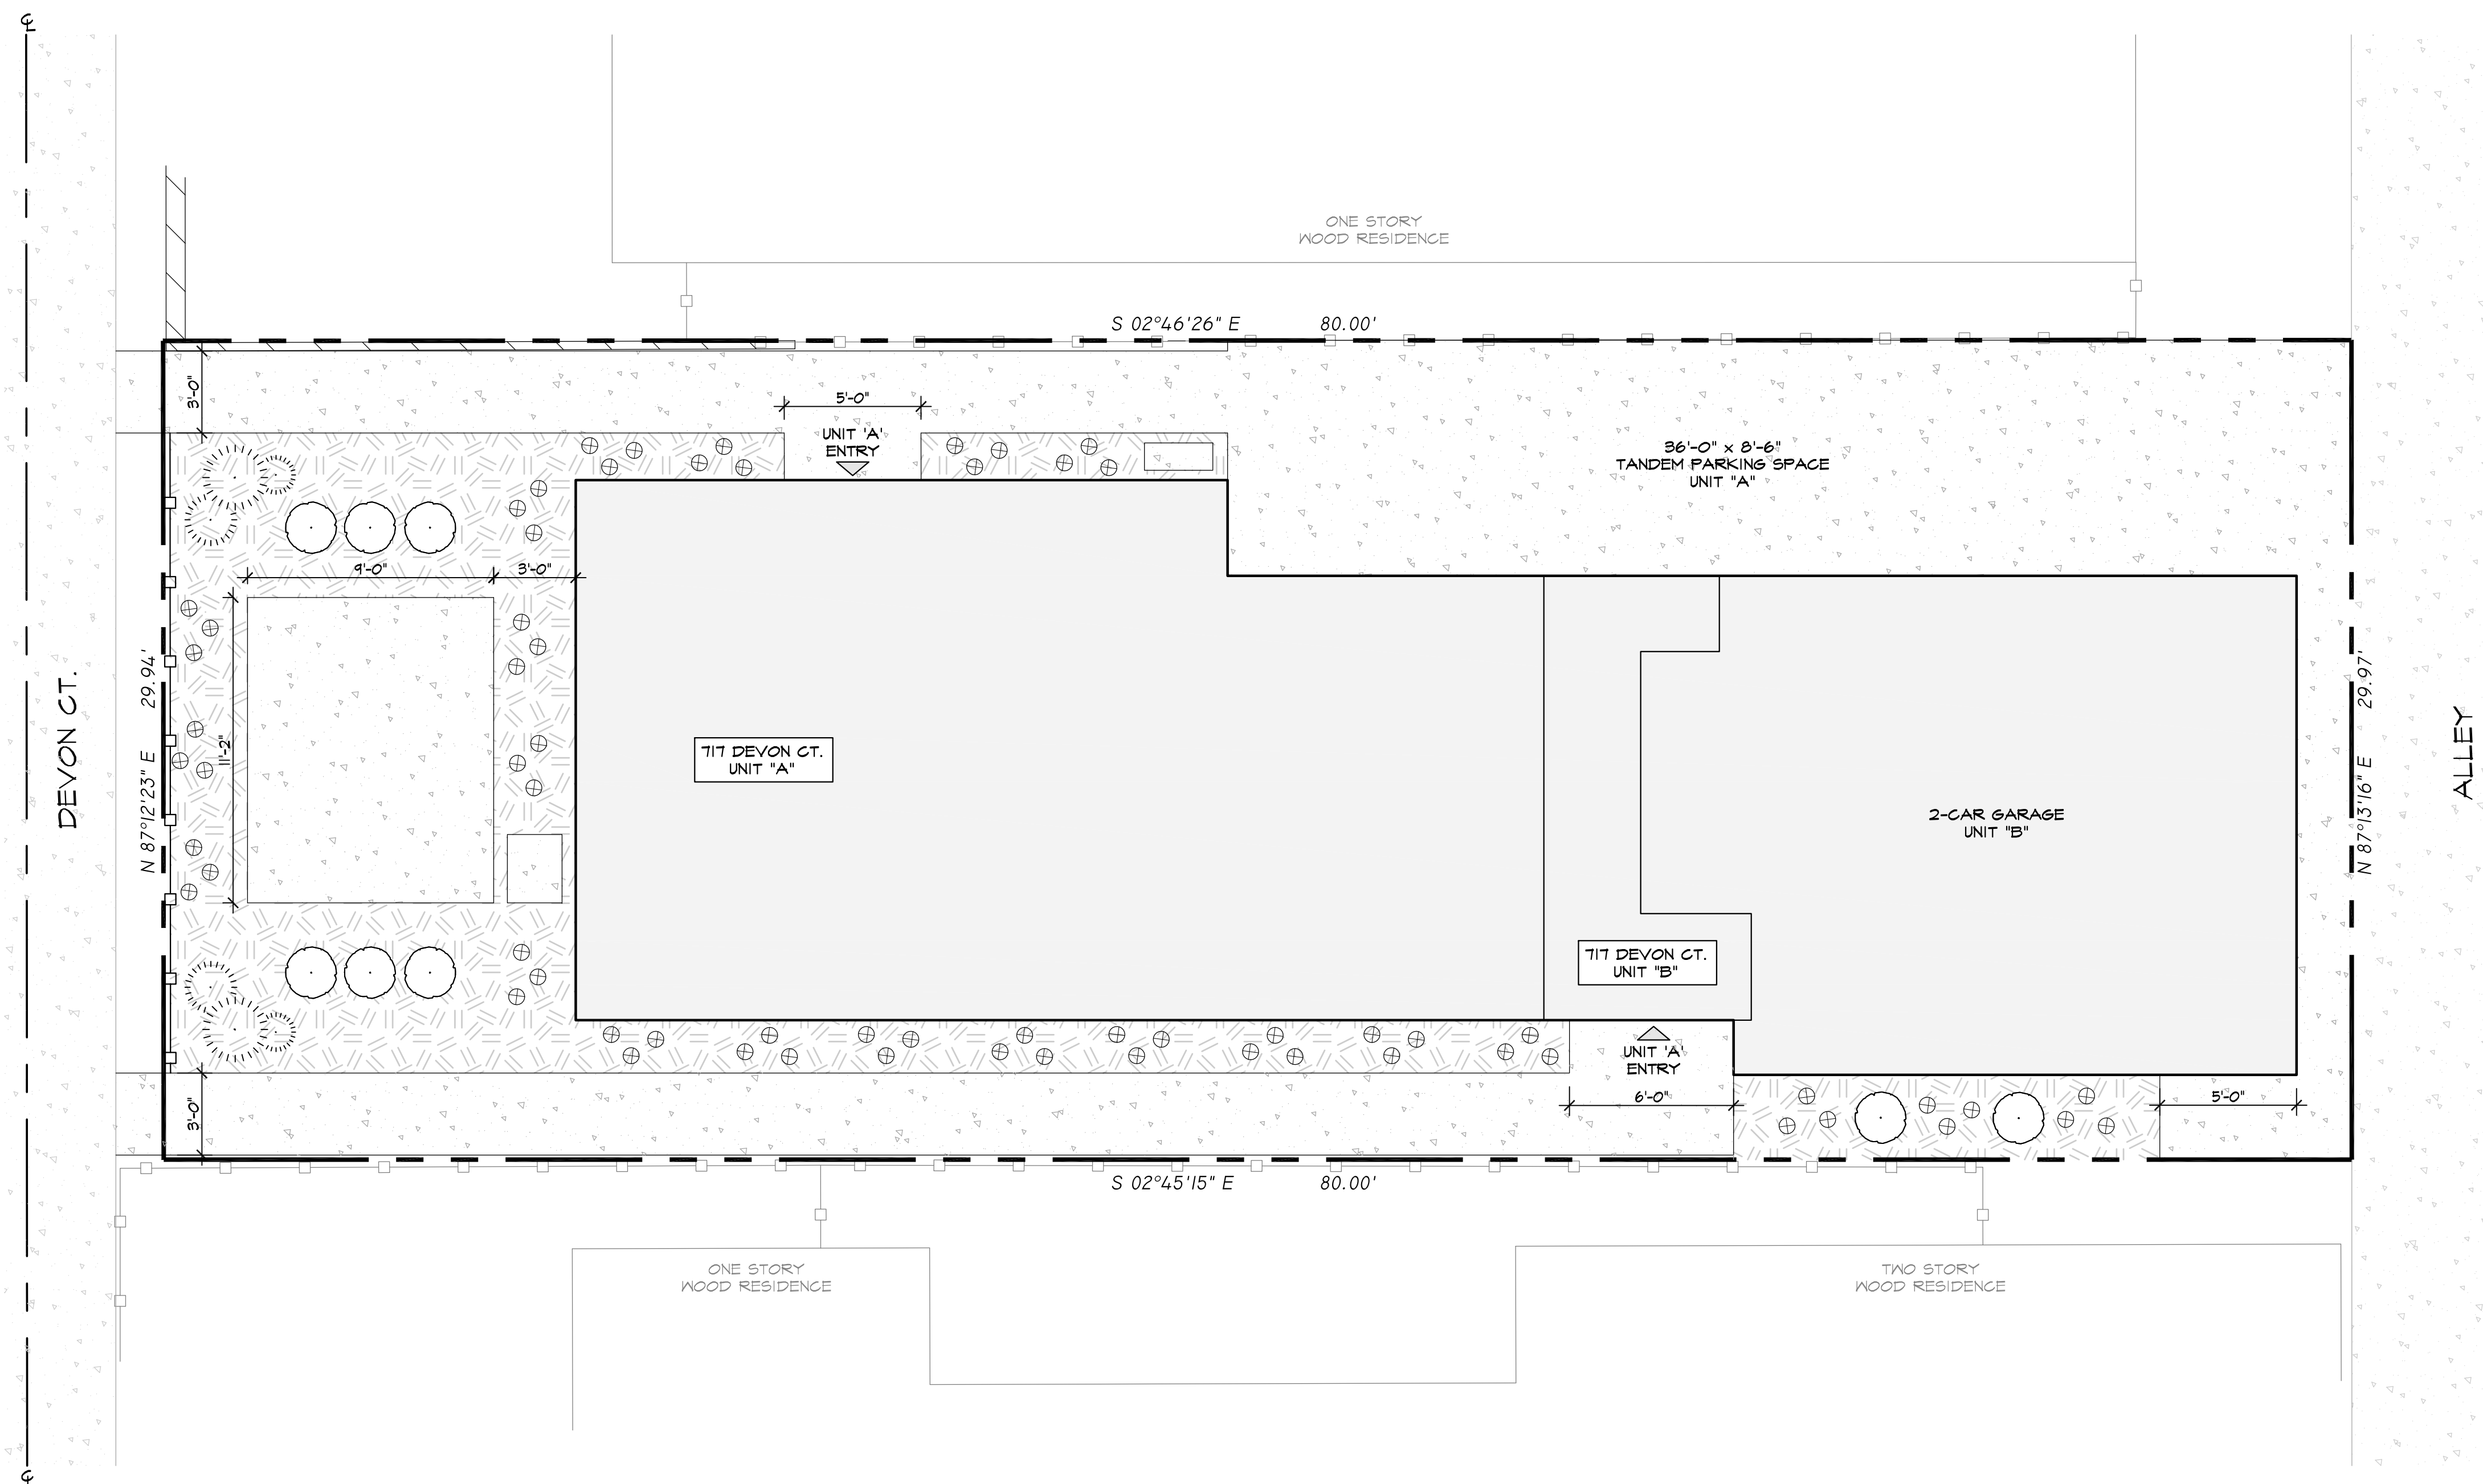 ℄
ONE STORY
WOOD RESIDENCE
S 02°46'26" E 80.00'
3'-0"
5'-0"
UNIT 'A'
ENTRY
36'-0" x 8'-6"
TANDEM PARKING SPACE
UNIT "A"
9'-0"
3'-0"
11'-2"
DEVON CT.
N 87°12'23" E 29.94'
717 DEVON CT.
UNIT "A"
2-CAR GARAGE
UNIT "B"
N 87°13'16" E 29.97'
ALLEY
717 DEVON CT.
UNIT "B"
UNIT 'A'
ENTRY
3'-0"
6'-0"
5'-0"
S 02°45'15" E 80.00'
ONE STORY
WOOD RESIDENCE
TWO STORY
WOOD RESIDENCE
℄